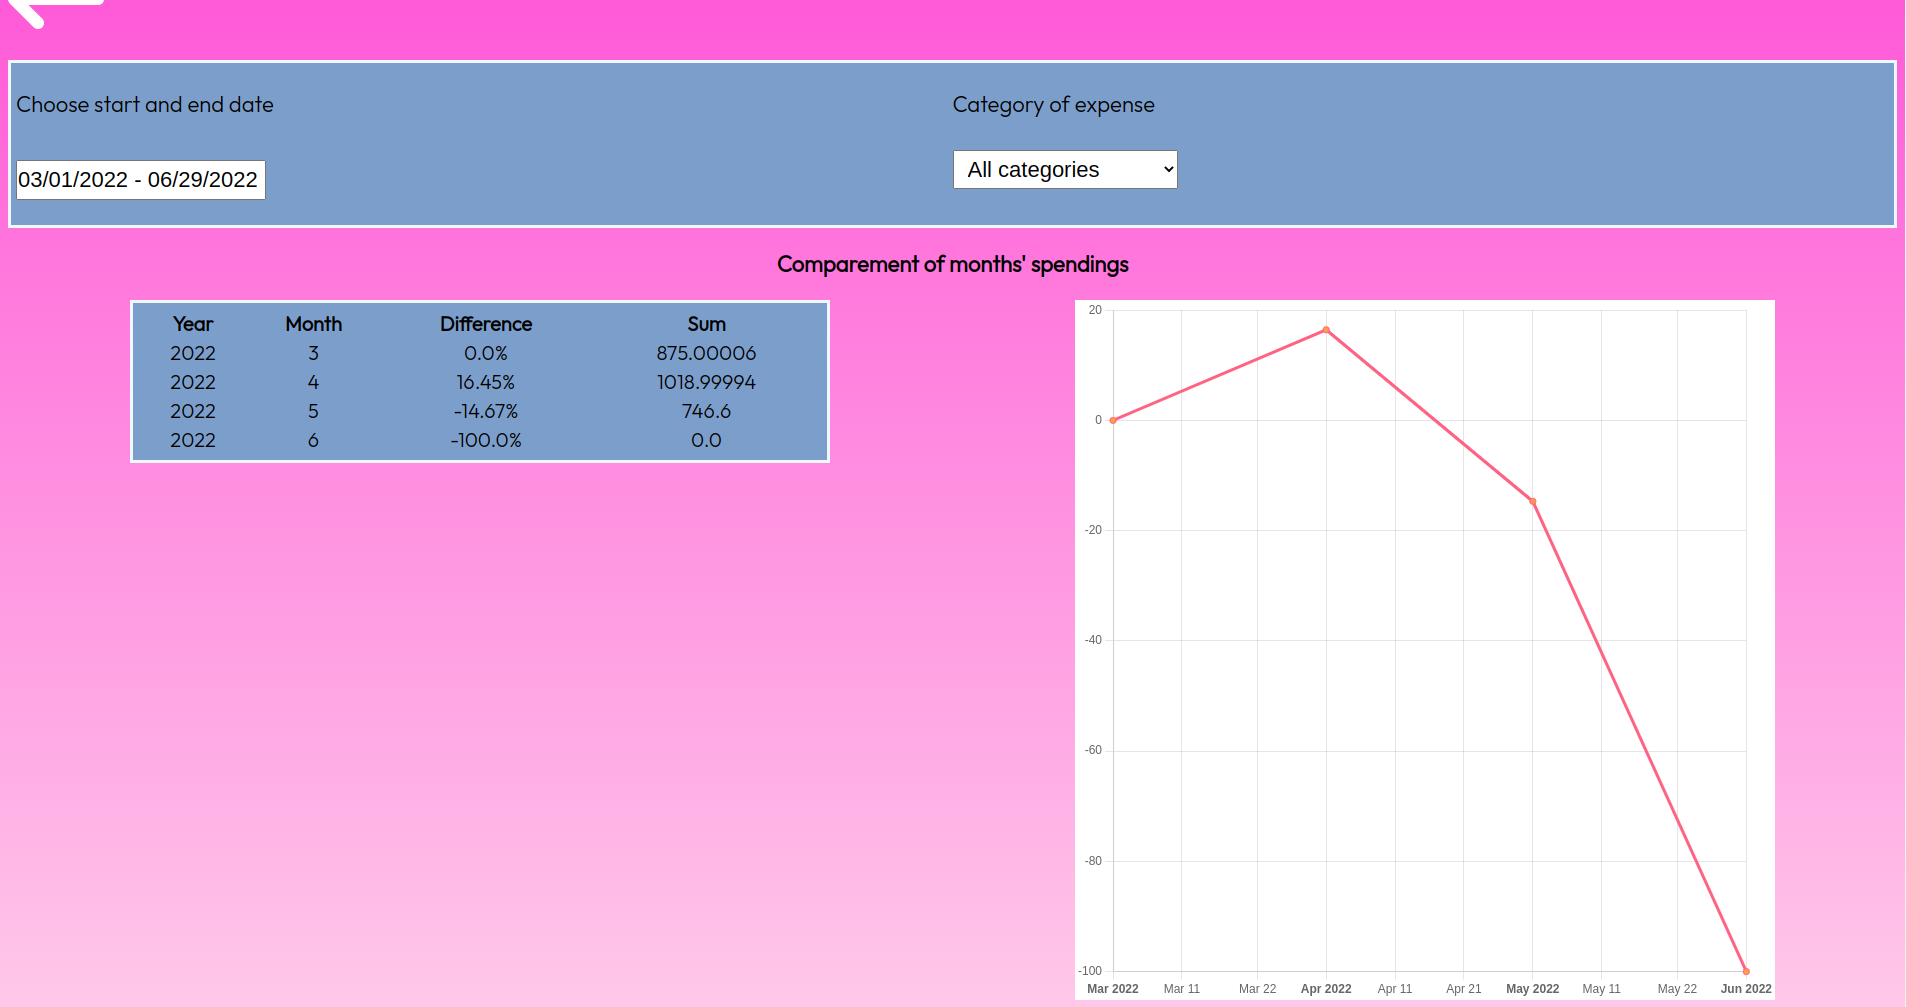 Choose start and end date
Category of expense
03/01/2022 - 06/29/2022
All categories
Comparement of months' spendings
Year Month Difference Sum
2022 3 0.0% 875.00006
2022 4 16.45% 1018.99994
2022 5 -14.67% 746.6
2022 6 -100.0% 0.0
20
0
-20
-40
-60
-80
-100
Mar 2022 Mar 11 Mar 22 Apr 2022 Apr 11 Apr 21 May 2022 May 11 May 22 Jun 2022